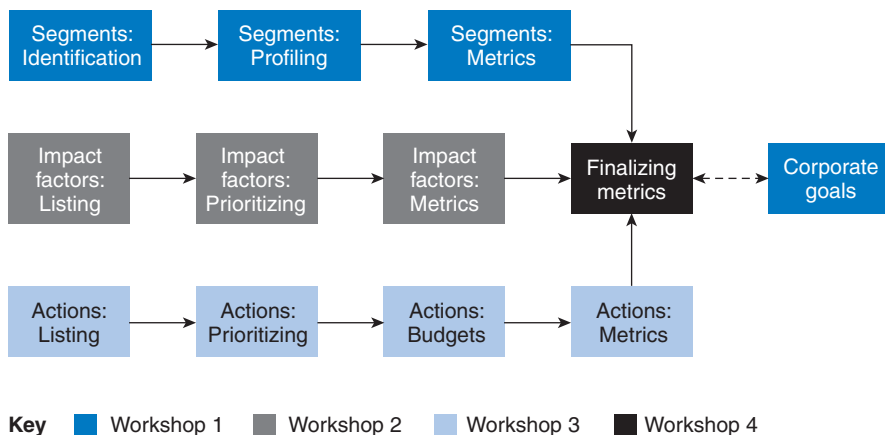 Segments:
Identification
Segments:
Profiling
Segments:
Metrics
Impact
factors:
Listing
Impact
factors:
Prioritizing
Impact
factors:
Metrics
Finalizing
metrics
Corporate
goals
Actions:
Listing
Actions:
Prioritizing
Actions:
Budgets
Actions:
Metrics
Key Workshop 1 Workshop 2 Workshop 3 Workshop 4